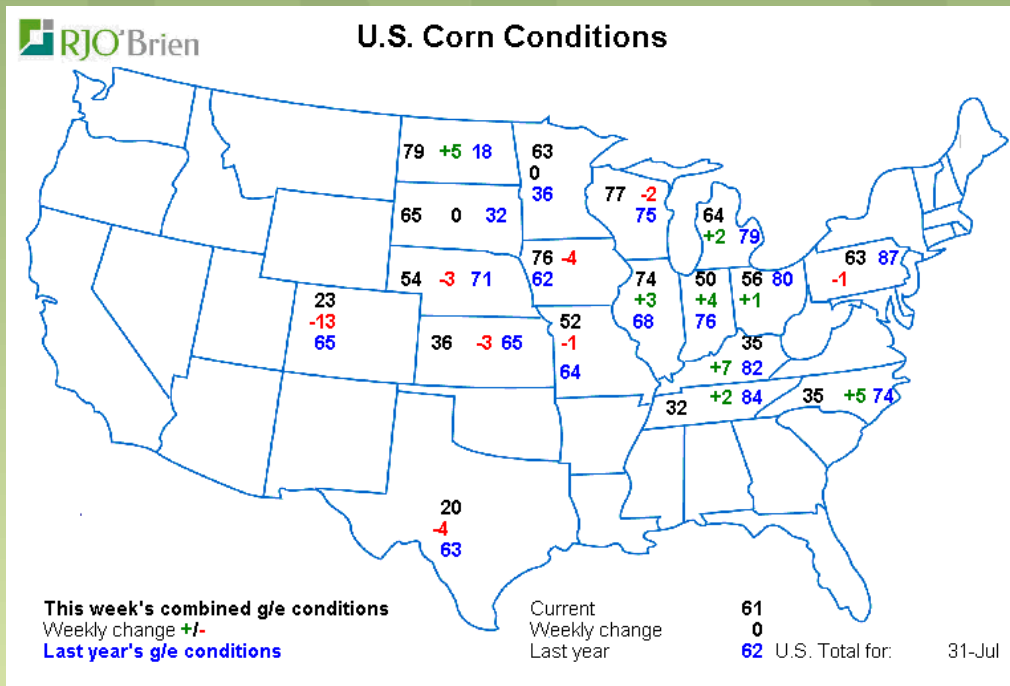 RJO'Brien
U.S. Corn Conditions
79 +5 18
63
0
36
77 -2
75
64
+2 79
65 0 32
76 -4
62
54 -3 71
74
+3
68
50
+4
76
56 80
+1
63 87
-1
23
-13
65
36 -3 65
52
-1
64
35
+7 82
32 +2 84
35 +5 74
20
-4
63
This week's combined g/e conditions
Weekly change +/-
Last year's g/e conditions
Current 61
Weekly change 0
Last year 62 U.S. Total for: 31-Jul